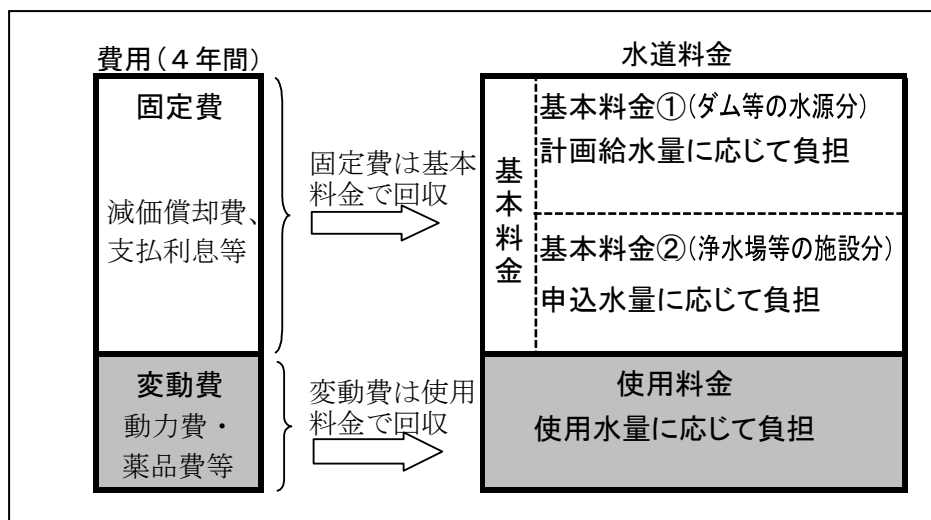 費用(4年間)
固定費
減価償却費、
支払利息等
変動費
動力費・
薬品費等
固定費は基本
料金で回収
変動費は使用
料金で回収
水道料金
基本料金
基本料金①(ダム等の水源分)
計画給水量に応じて負担
基本料金②(浄水場等の施設分)
申込水量に応じて負担
使用料金
使用水量に応じて負担